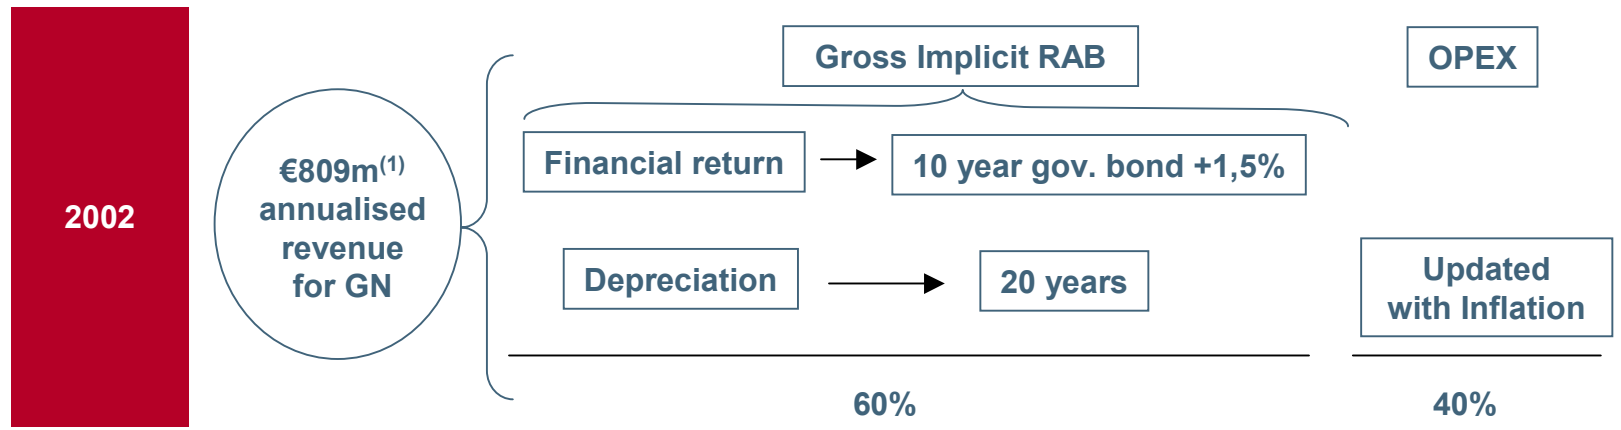 2002
€809m(1)
annualised
revenue
for GN
Gross Implicit RAB
OPEX
Financial return
10 year gov. bond +1,5%
Depreciation
20 years
Updated
with Inflation
60%
40%